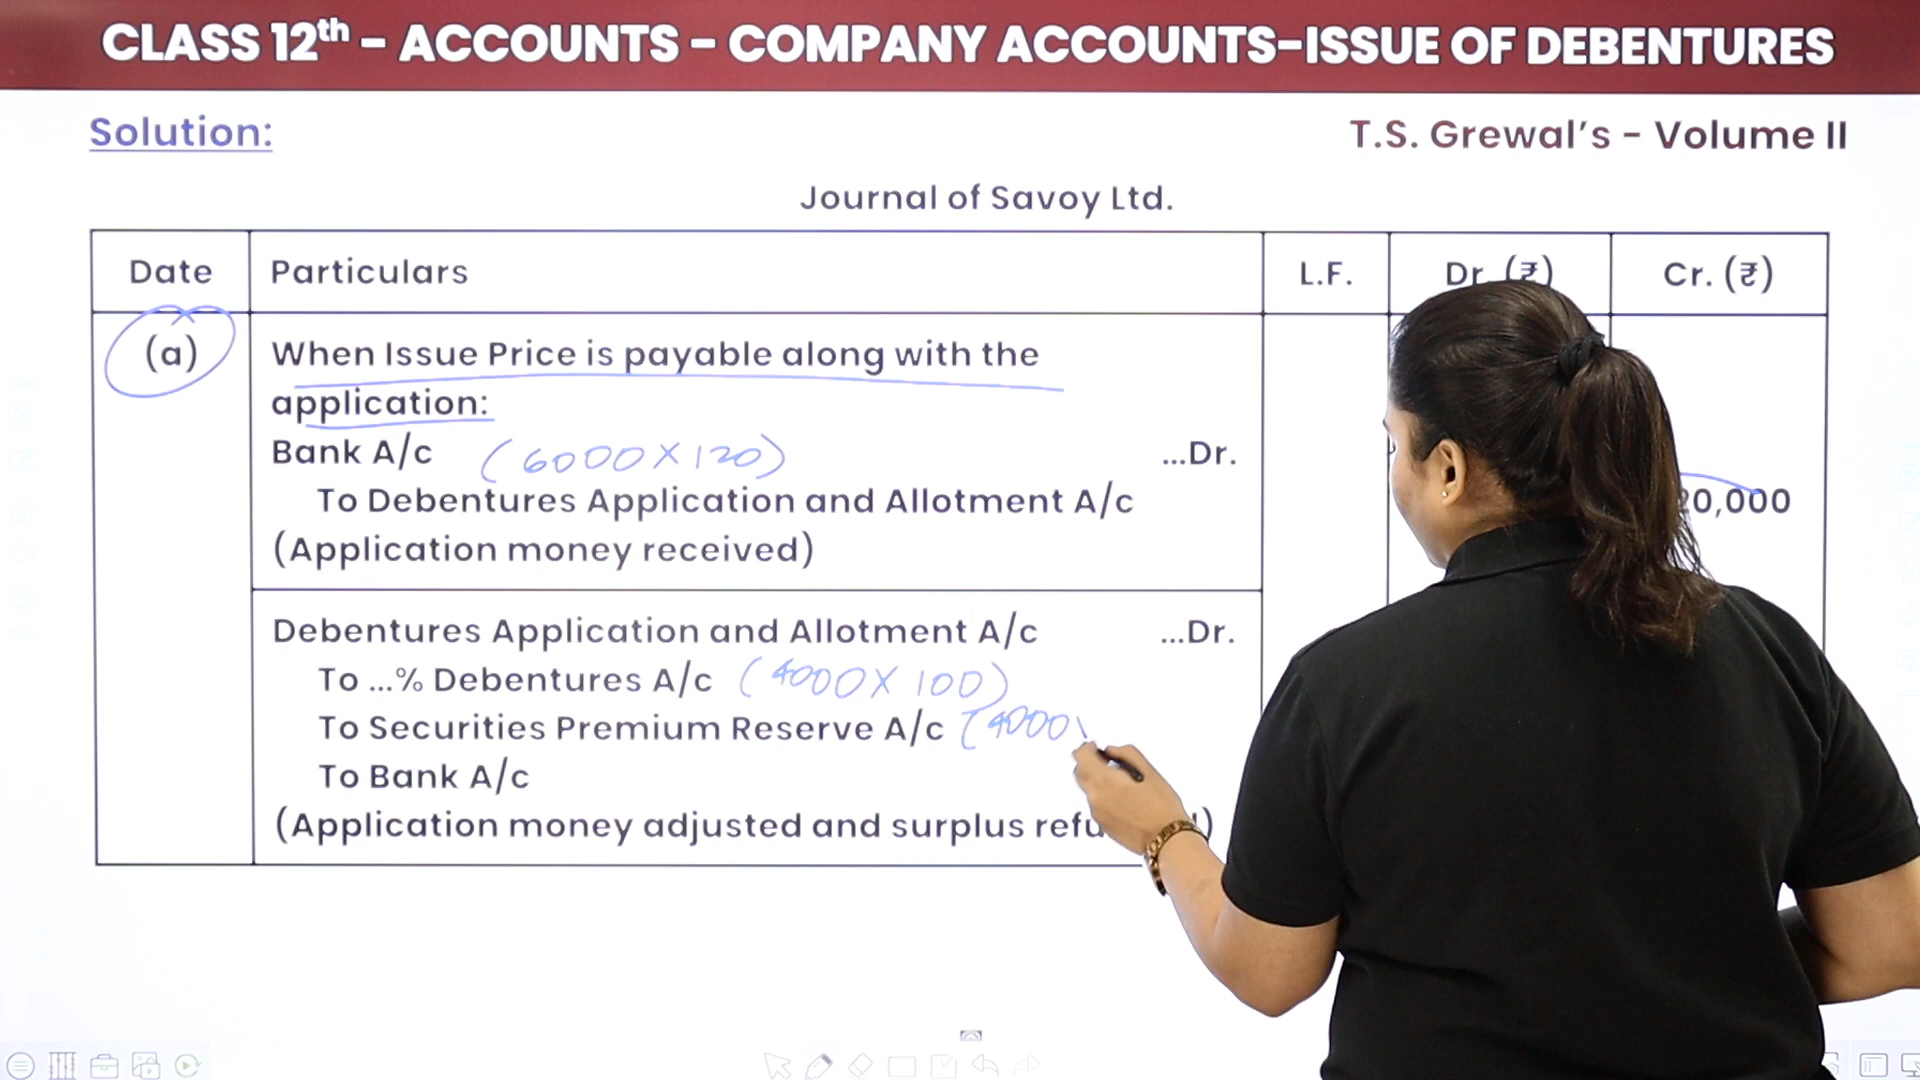 CLASS 12th - ACCOUNTS - COMPANY ACCOUNTS-ISSUE OF DEBENTURES
Solution:
T.S. Grewal's - Volume II
Journal of Savoy Ltd.
Date Particulars L.F. Dr. (₹) Cr. (₹)
(a) When Issue Price is payable along with the
application:
Bank A/c (6000 X 120) ...Dr.
To Debentures Application and Allotment A/c 20,000
(Application money received)
Debentures Application and Allotment A/c ...Dr.
To ...% Debentures A/c (4000 X 100)
To Securities Premium Reserve A/c (4000
To Bank A/c
(Application money adjusted and surplus